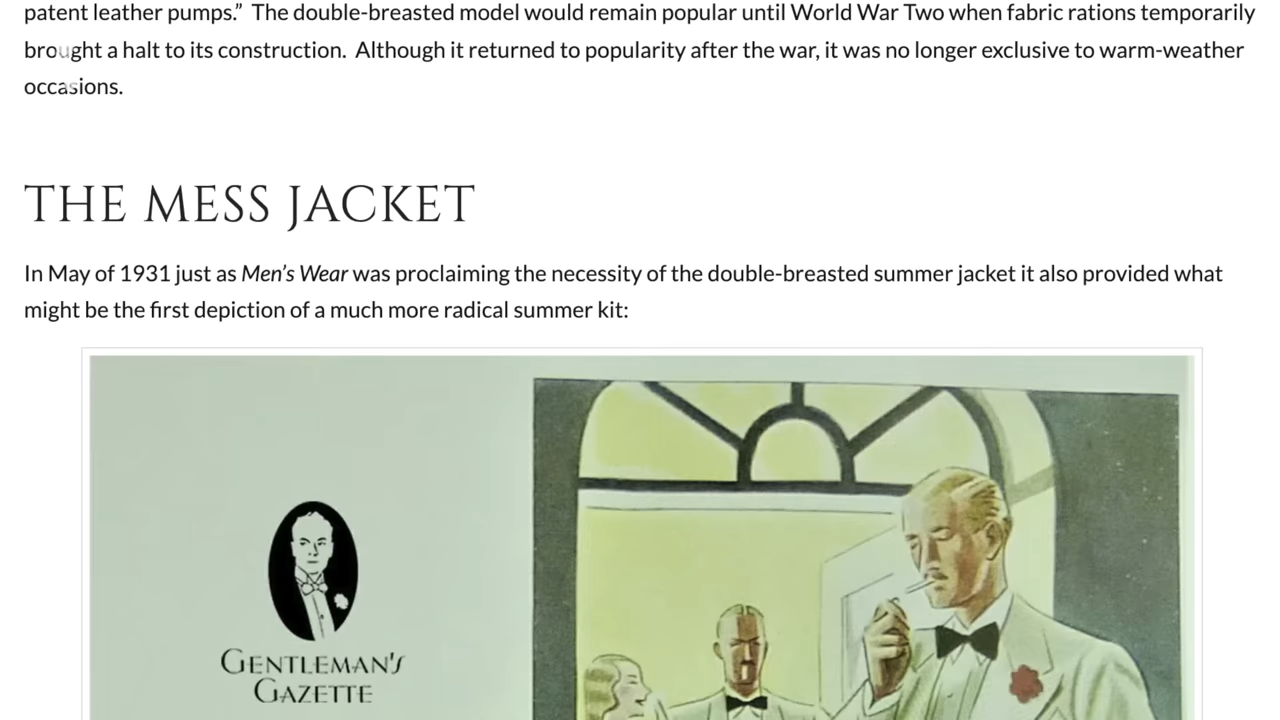 patent leather pumps.”  The double-breasted model would remain popular until World War Two when fabric rations temporarily
brought a halt to its construction.  Although it returned to popularity after the war, it was no longer exclusive to warm-weather
occasions.
THE MESS JACKET
In May of 1931 just as Men’s Wear was proclaiming the necessity of the double-breasted summer jacket it also provided what
might be the first depiction of a much more radical summer kit:
GENTLEMAN'S
GAZETTE